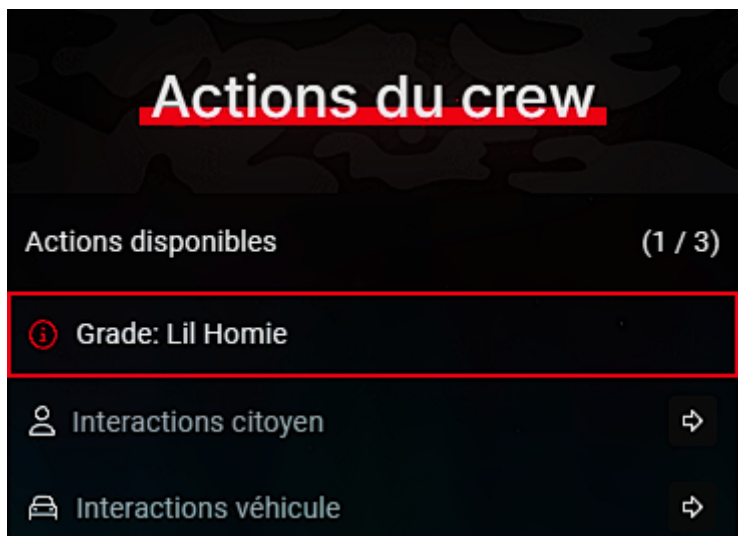 Actions du crew
Actions disponibles (1 / 3)
Grade: Lil Homie
Interactions citoyen
Interactions véhicule